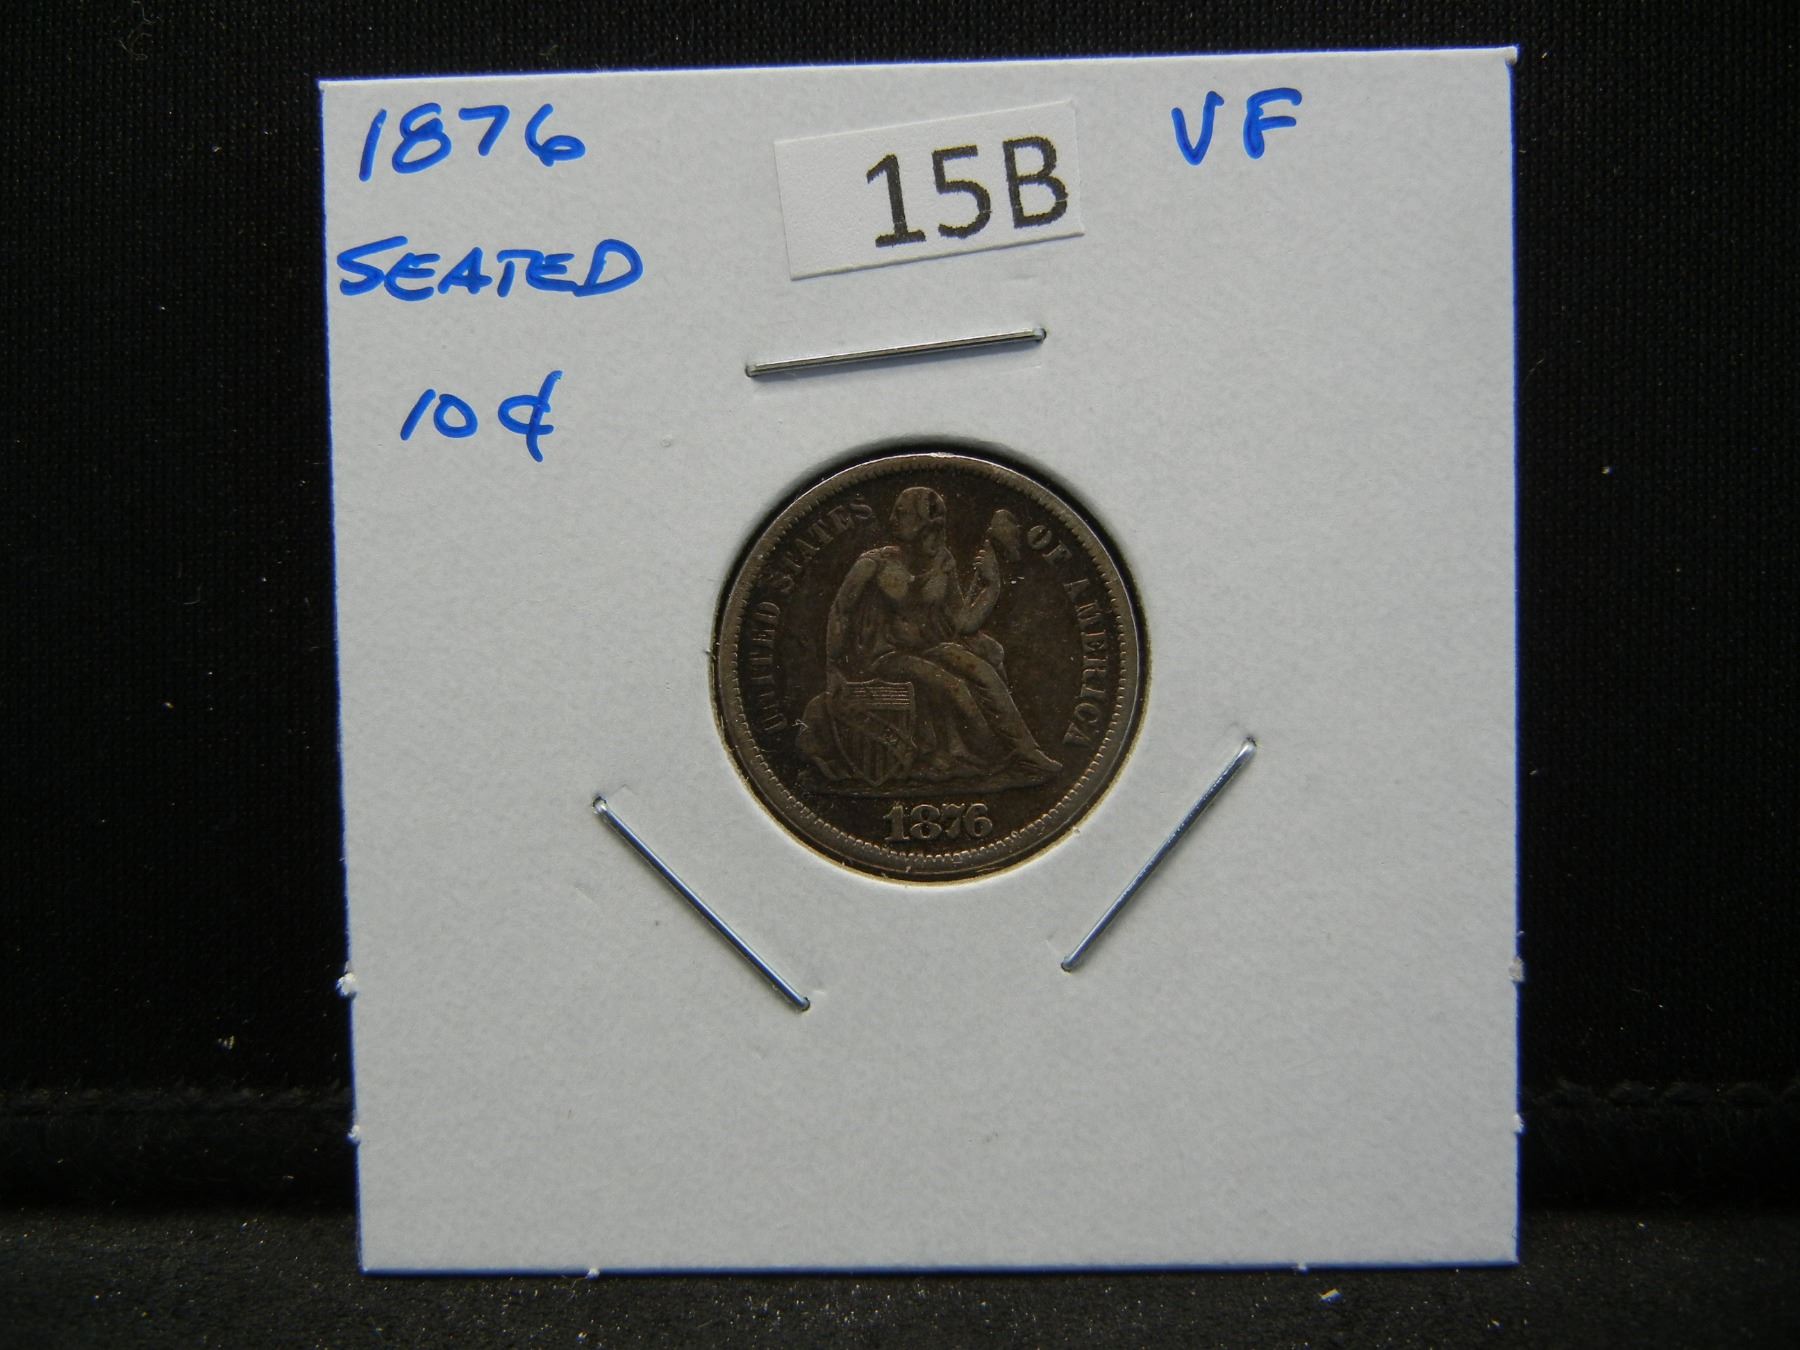 1876
SEATED
10¢
15B
VF
UNITED STATES OF AMERICA
1876